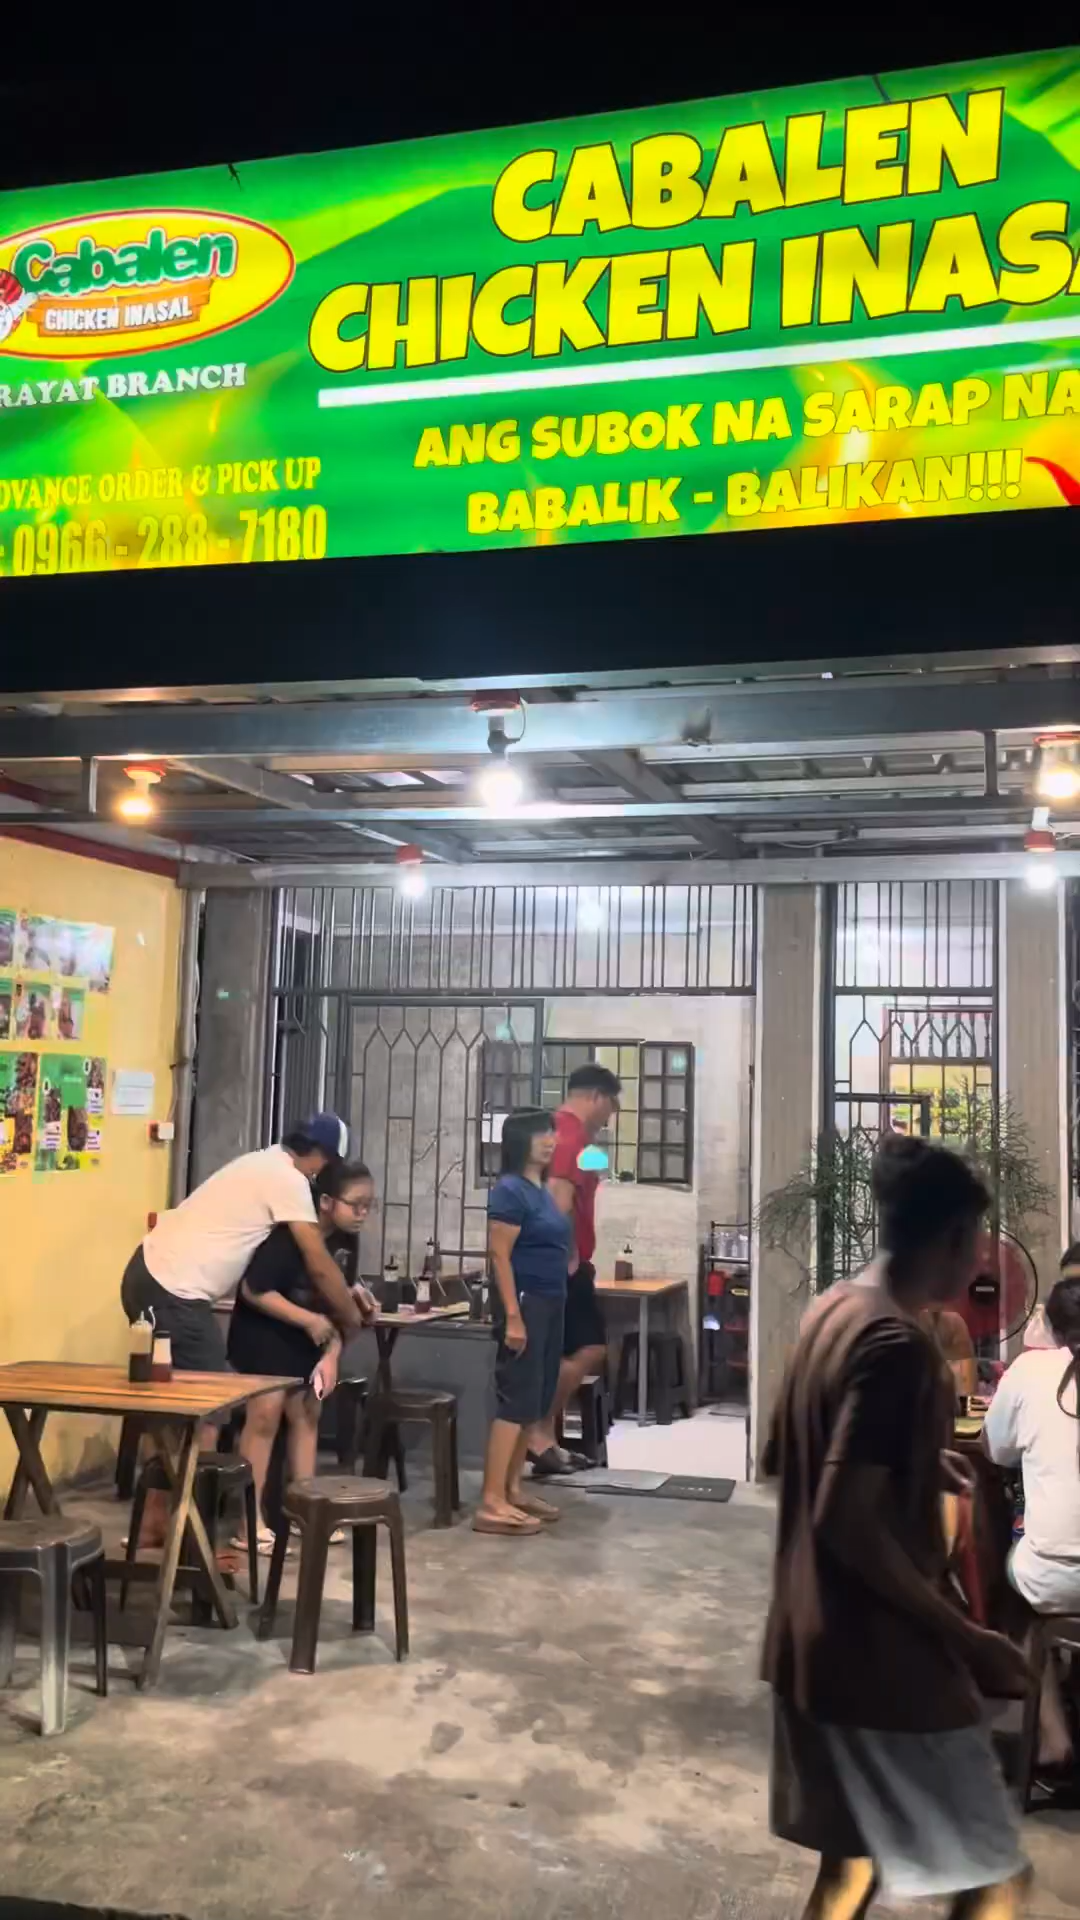 Cabalen
CHICKEN INASAL
RAYAT BRANCH
DVANCE ORDER & PICK UP
: 0966 - 288 - 7180
CABALEN
CHICKEN INASA
ANG SUBOK NA SARAP NA
BABALIK - BALIKAN!!!